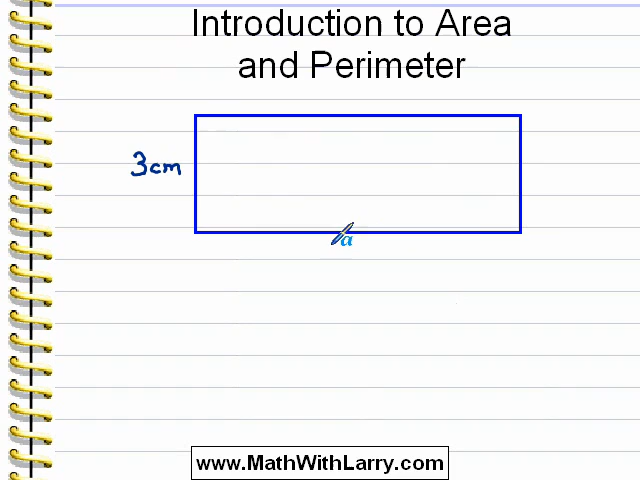 Introduction to Area
and Perimeter
3cm
a
www.MathWithLarry.com